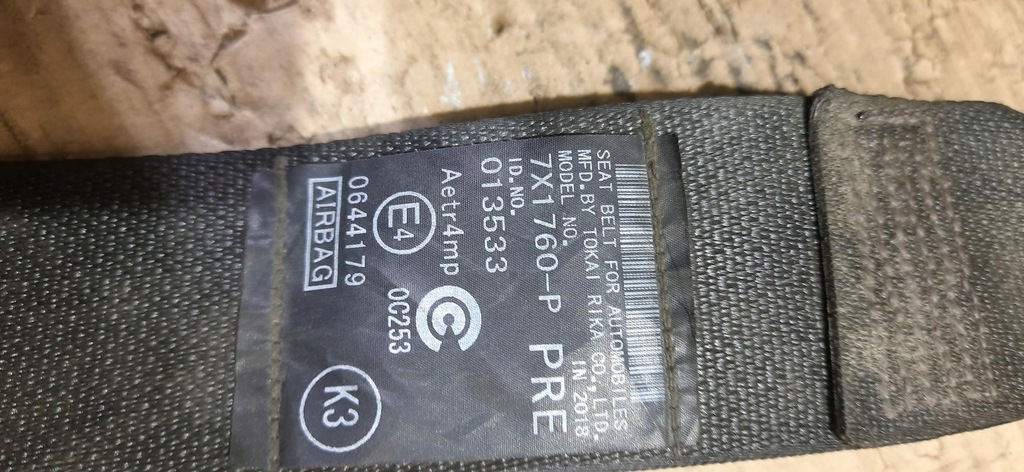 SEAT BELT FOR AUTOMOBILES
MFD. BY TOKAI RIKA CO., LTD.
MODEL NO. IN 2018
7X1760-P PRE
ID.NO.
013533
Aetr4mp
E4
0C253
0644179
AIRBAG
K3